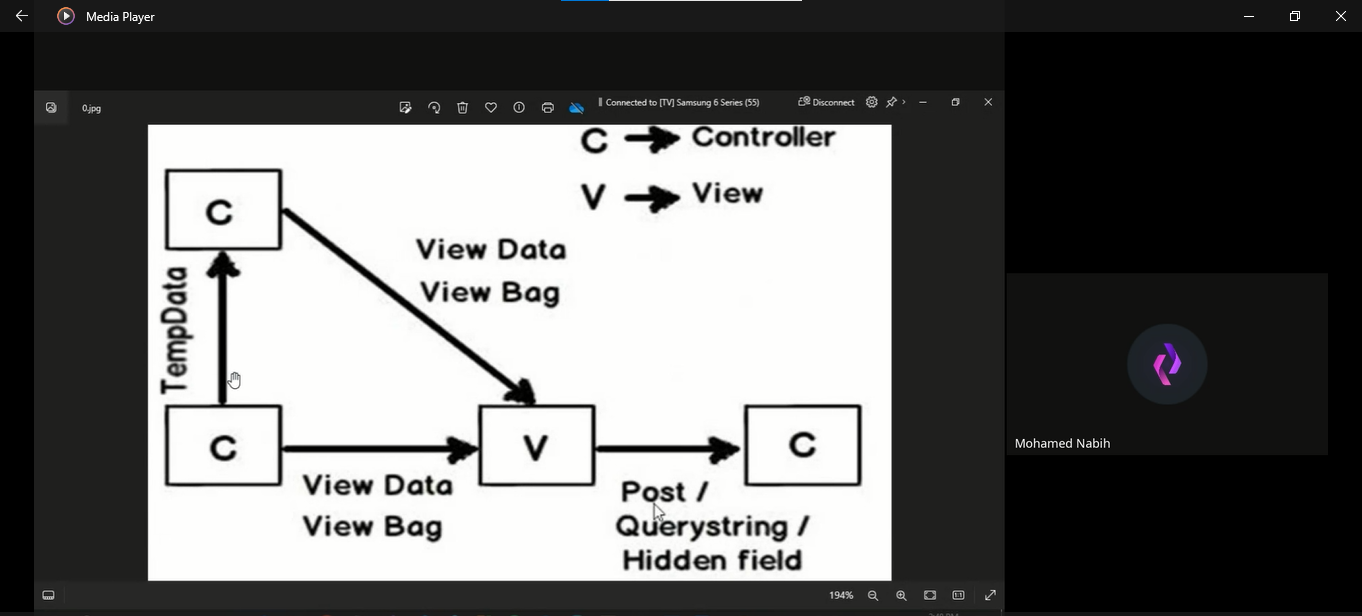 Media Player
0.jpg
Connected to [TV] Samsung 6 Series (55)
Disconnect
C → Controller
V → View
C
View Data
View Bag
TempData
C
V
C
View Data
View Bag
Post /
Querystring /
Hidden field
Mohamed Nabih
194%